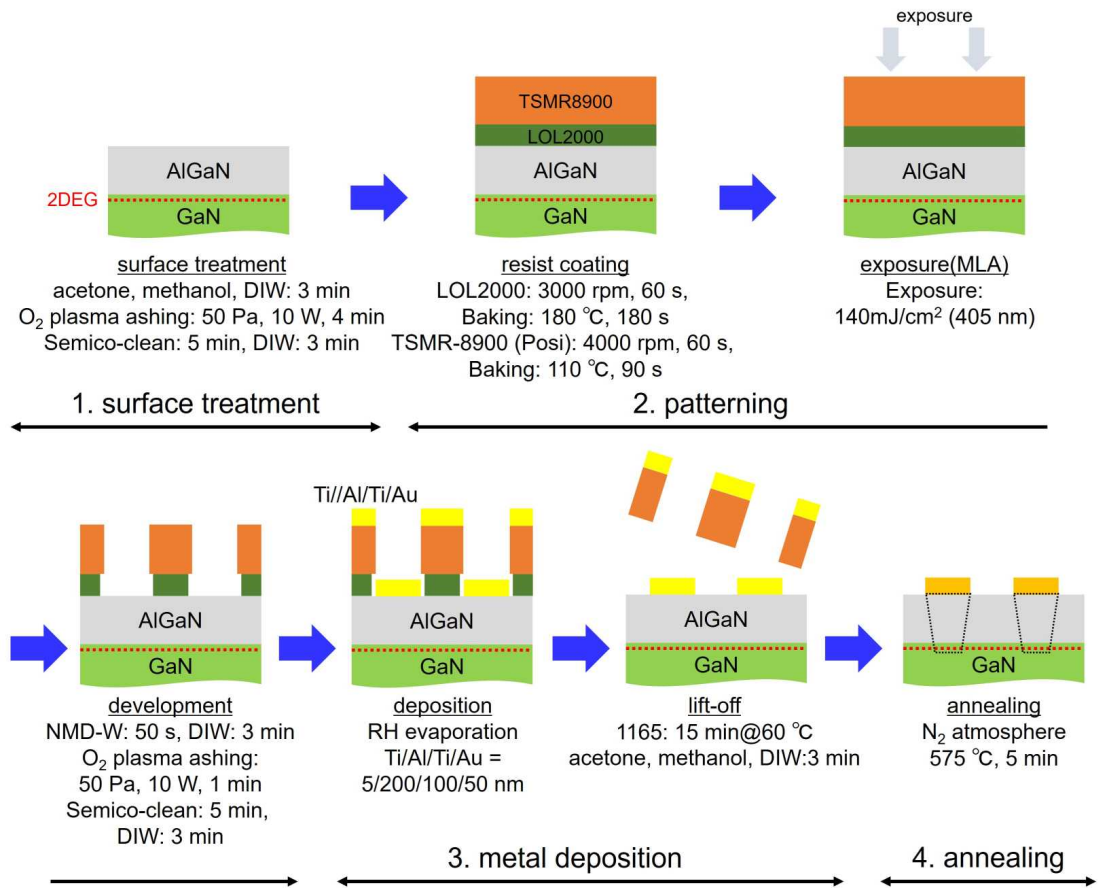 exposure
TSMR8900
LOL2000
AlGaN
AlGaN
AlGaN
2DEG
GaN
GaN
GaN
surface treatment
acetone, methanol, DIW: 3 min
O₂ plasma ashing: 50 Pa, 10 W, 4 min
Semico-clean: 5 min, DIW: 3 min
resist coating
LOL2000: 3000 rpm, 60 s,
Baking: 180 ℃, 180 s
TSMR-8900 (Posi): 4000 rpm, 60 s,
Baking: 110 ℃, 90 s
exposure(MLA)
Exposure:
140mJ/cm² (405 nm)
1. surface treatment
2. patterning
Ti//Al/Ti/Au
AlGaN
AlGaN
AlGaN
AlGaN
GaN
GaN
GaN
GaN
development
NMD-W: 50 s, DIW: 3 min
O₂ plasma ashing:
50 Pa, 10 W, 1 min
Semico-clean: 5 min,
DIW: 3 min
deposition
RH evaporation
Ti/Al/Ti/Au =
5/200/100/50 nm
lift-off
1165: 15 min@60 ℃
acetone, methanol, DIW:3 min
annealing
N₂ atmosphere
575 ℃, 5 min
3. metal deposition
4. annealing